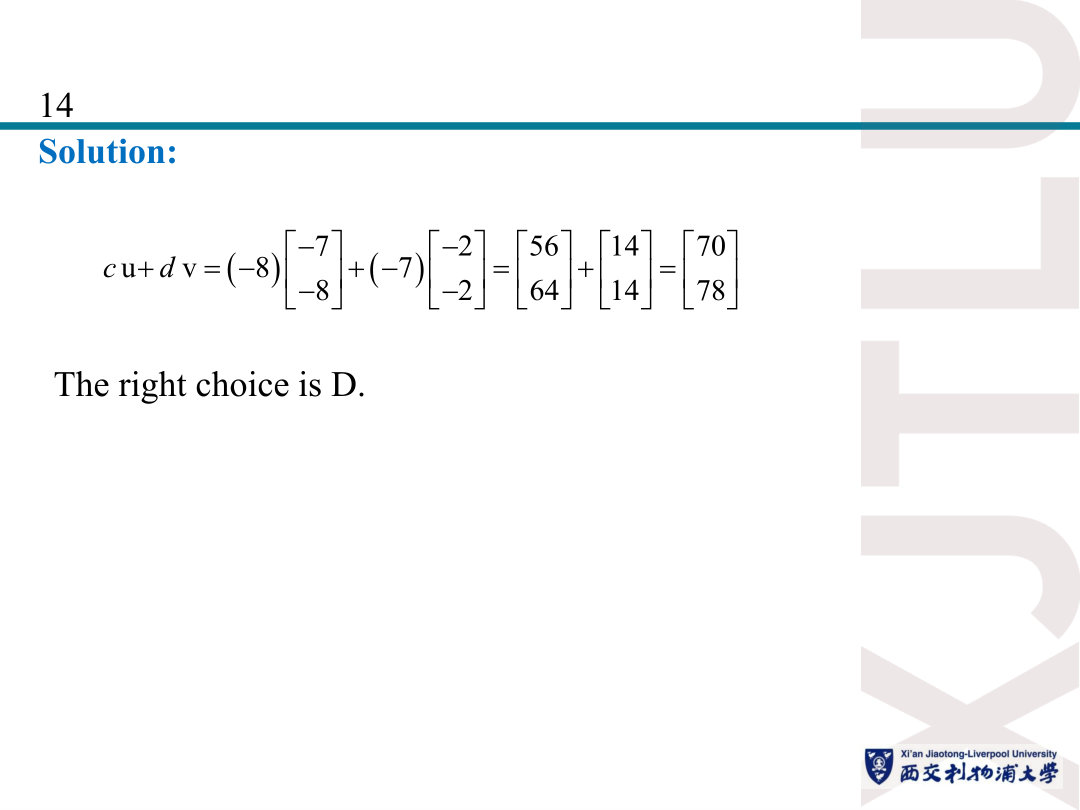 14
Solution:
c u+ d v = (−8) [−7 −8] + (−7) [−2 −2] = [56 64] + [14 14] = [70 78]
The right choice is D.
XJTLU
Xi'an Jiaotong-Liverpool University
西交利物浦大学